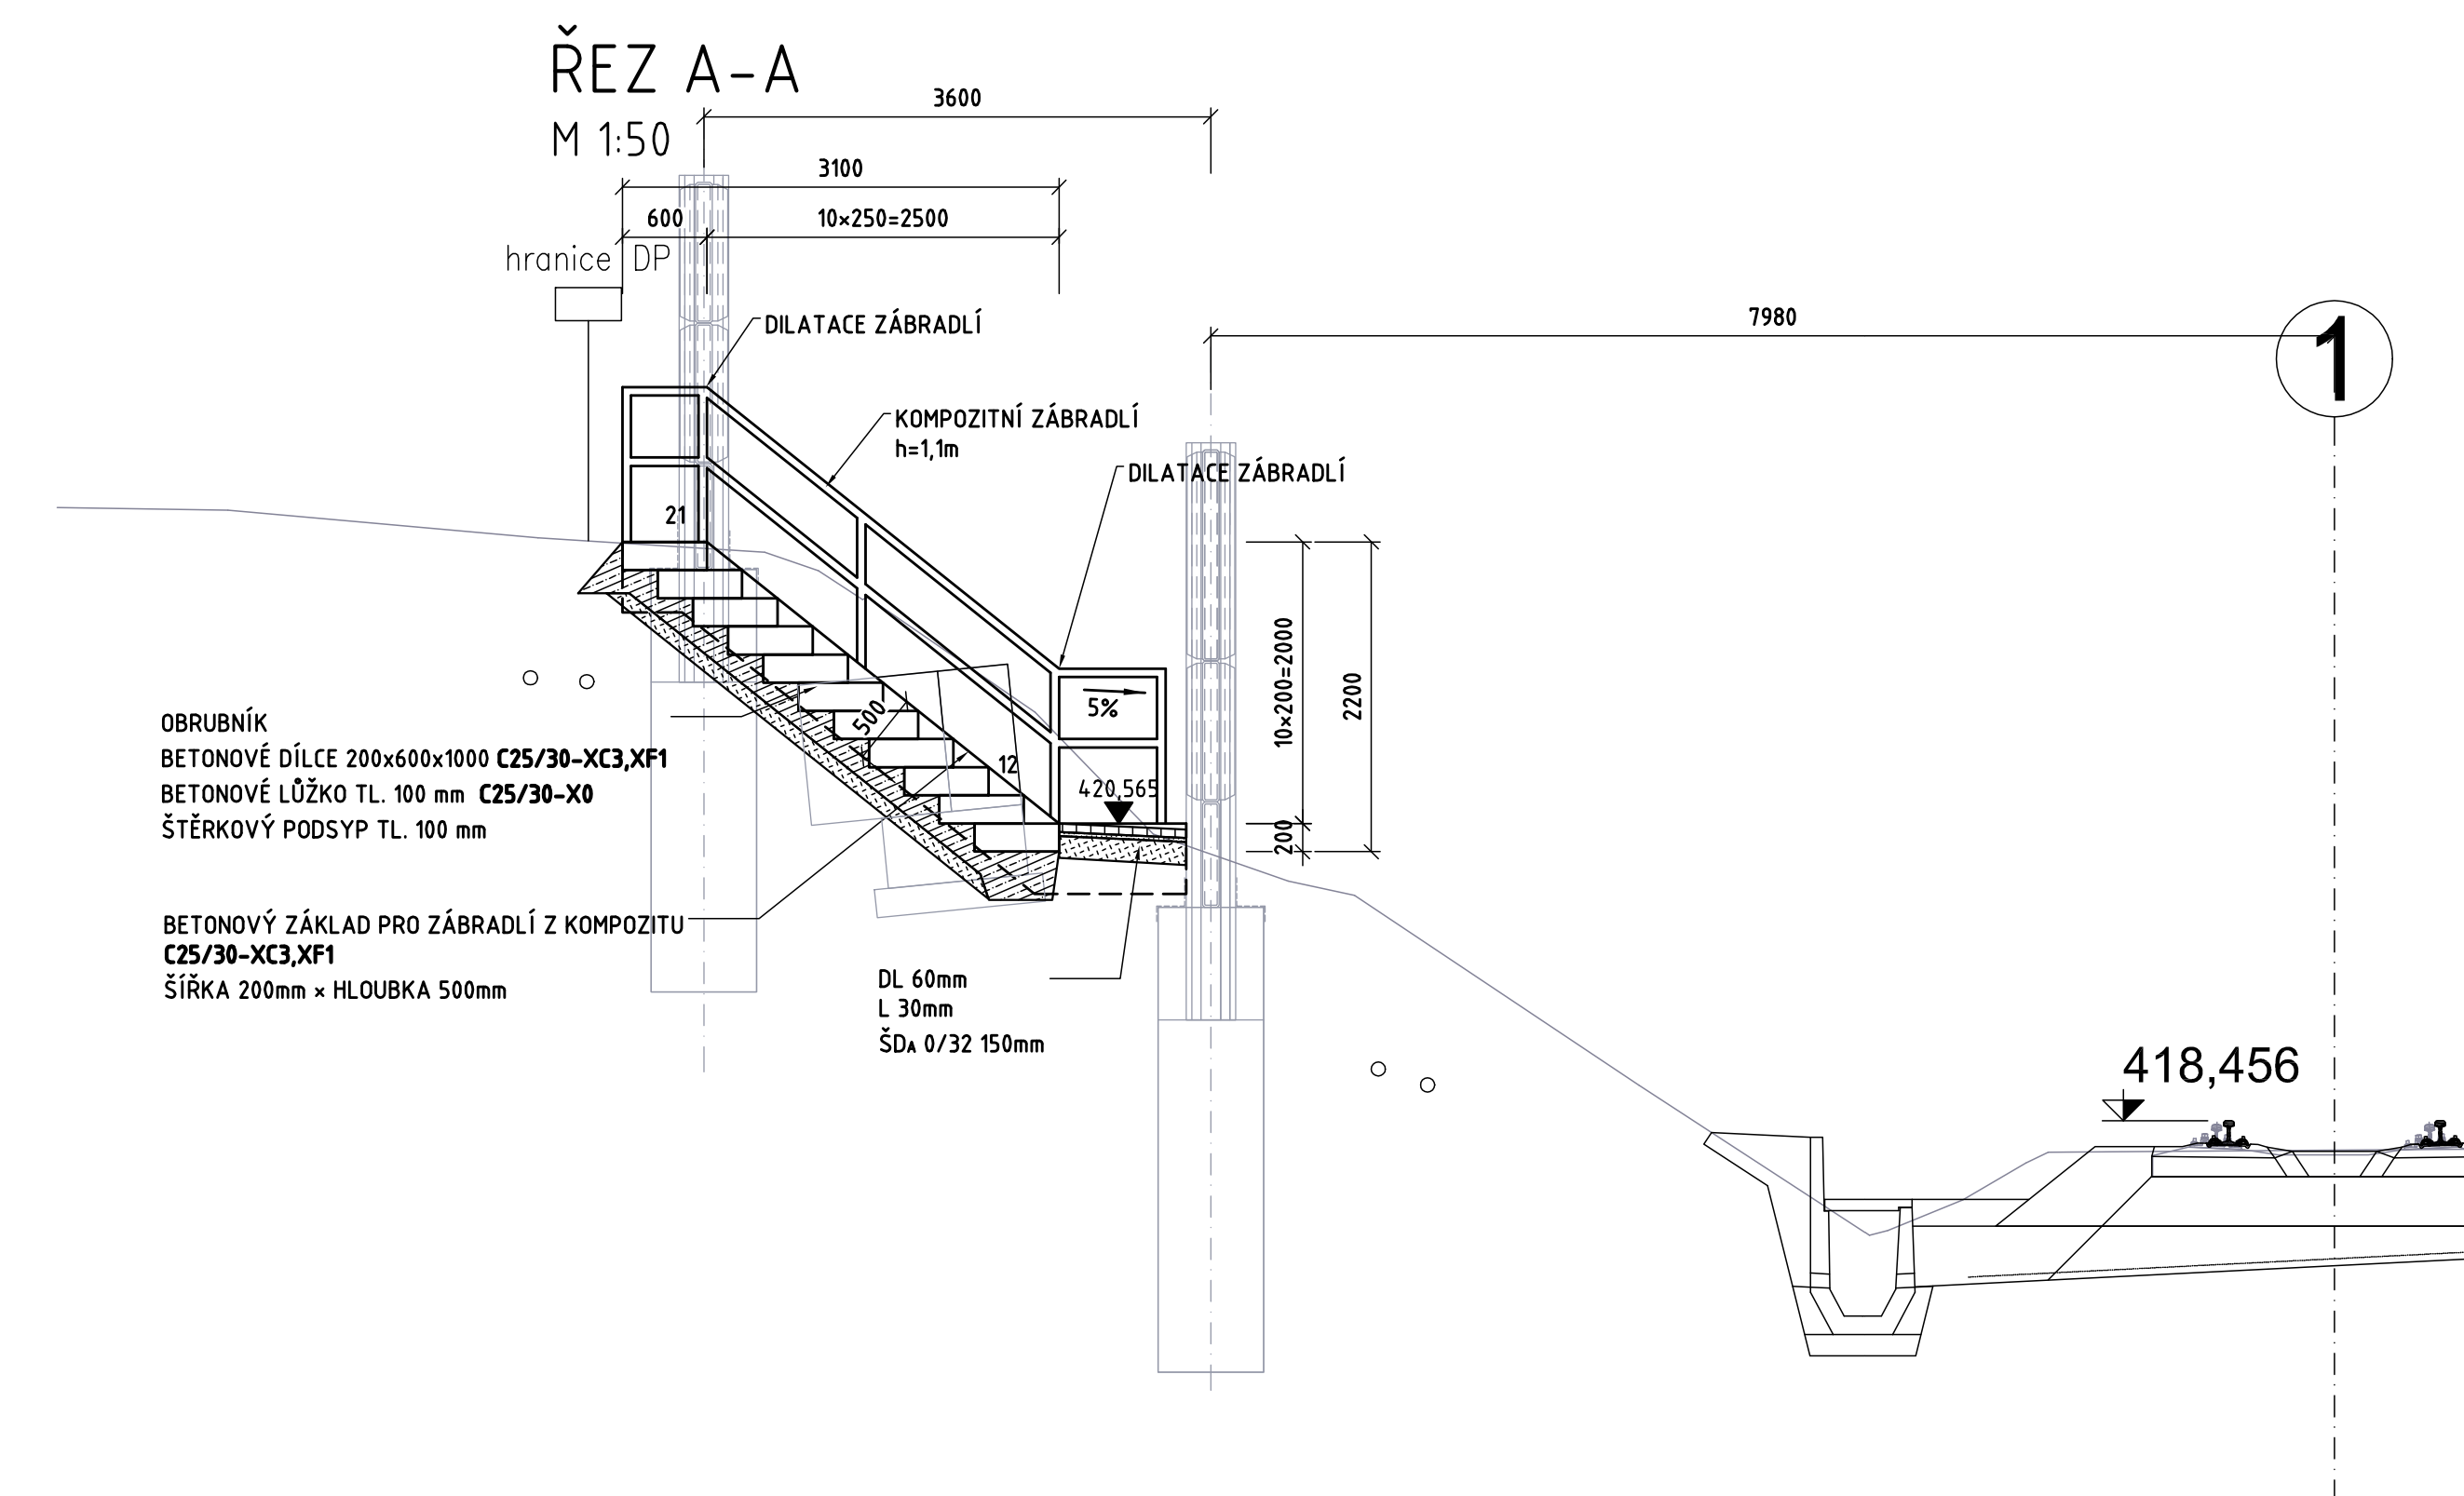 ŘEZ A-A
M 1:50
3600
3100
600
10×250=2500
hranice DP
DILATACE ZÁBRADLÍ
7980
1
KOMPOZITNÍ ZÁBRADLÍ
h=1,1m
DILATACE ZÁBRADLÍ
21
10×200=2000
2200
200
5%
500
12
420,565
OBRUBNÍK
BETONOVÉ DÍLCE 200x600x1000 C25/30-XC3,XF1
BETONOVÉ LŮŽKO TL. 100 mm C25/30-X0
ŠTĚRKOVÝ PODSYP TL. 100 mm
BETONOVÝ ZÁKLAD PRO ZÁBRADLÍ Z KOMPOZITU
C25/30-XC3,XF1
ŠÍŘKA 200mm × HLOUBKA 500mm
DL 60mm
L 30mm
ŠDA 0/32 150mm
418,456